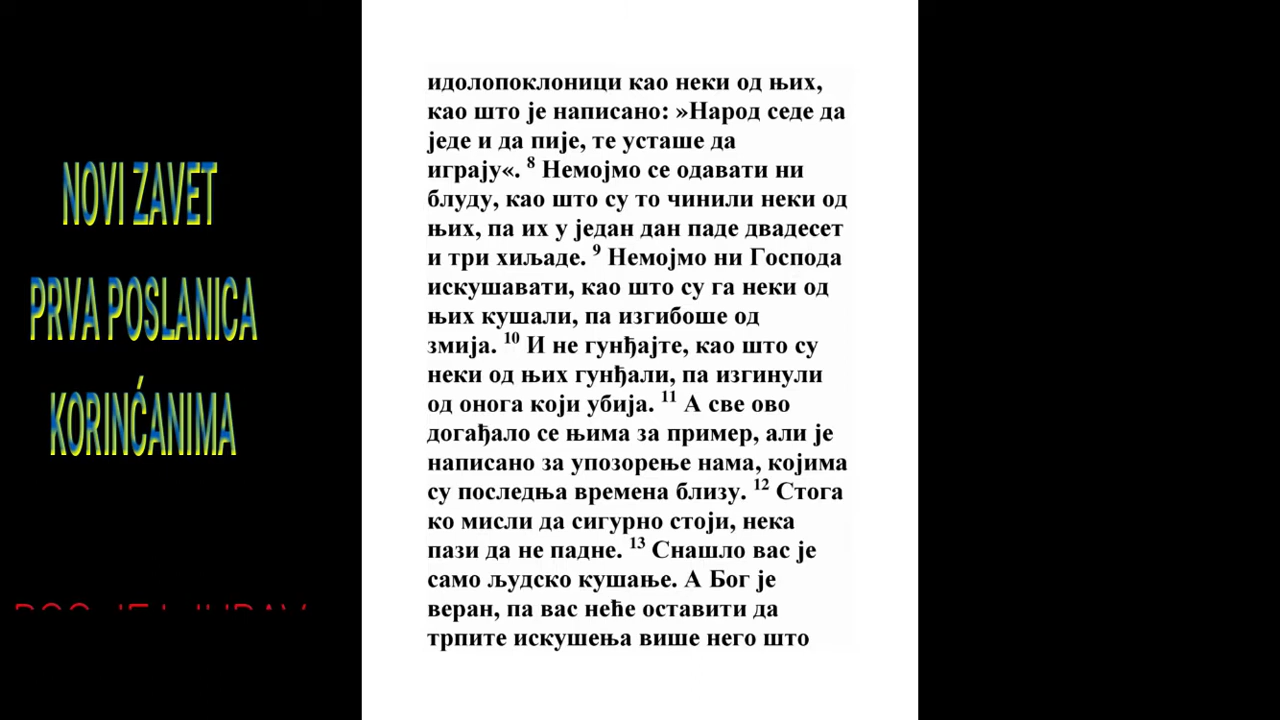 NOVI ZAVET
PRVA POSLANICA
KORINĆANIMA
идолопоклоници као неки од њих,
као што је написано: »Народ седе да
једе и да пије, те усташе да
играју«. 8 Немојмо се одавати ни
блуду, као што су то чинили неки од
њих, па их у један дан паде двадесет
и три хиљаде. 9 Немојмо ни Господа
искушавати, као што су га неки од
њих кушали, па изгибоше од
змија. 10 И не гунђајте, као што су
неки од њих гунђали, па изгинули
од онога који убија. 11 А све ово
догађало се њима за пример, али је
написано за упозорење нама, којима
су последња времена близу. 12 Стога
ко мисли да сигурно стоји, нека
пази да не падне. 13 Снашло вас је
само људско кушање. А Бог је
веран, па вас неће оставити да
трпите искушења више него што